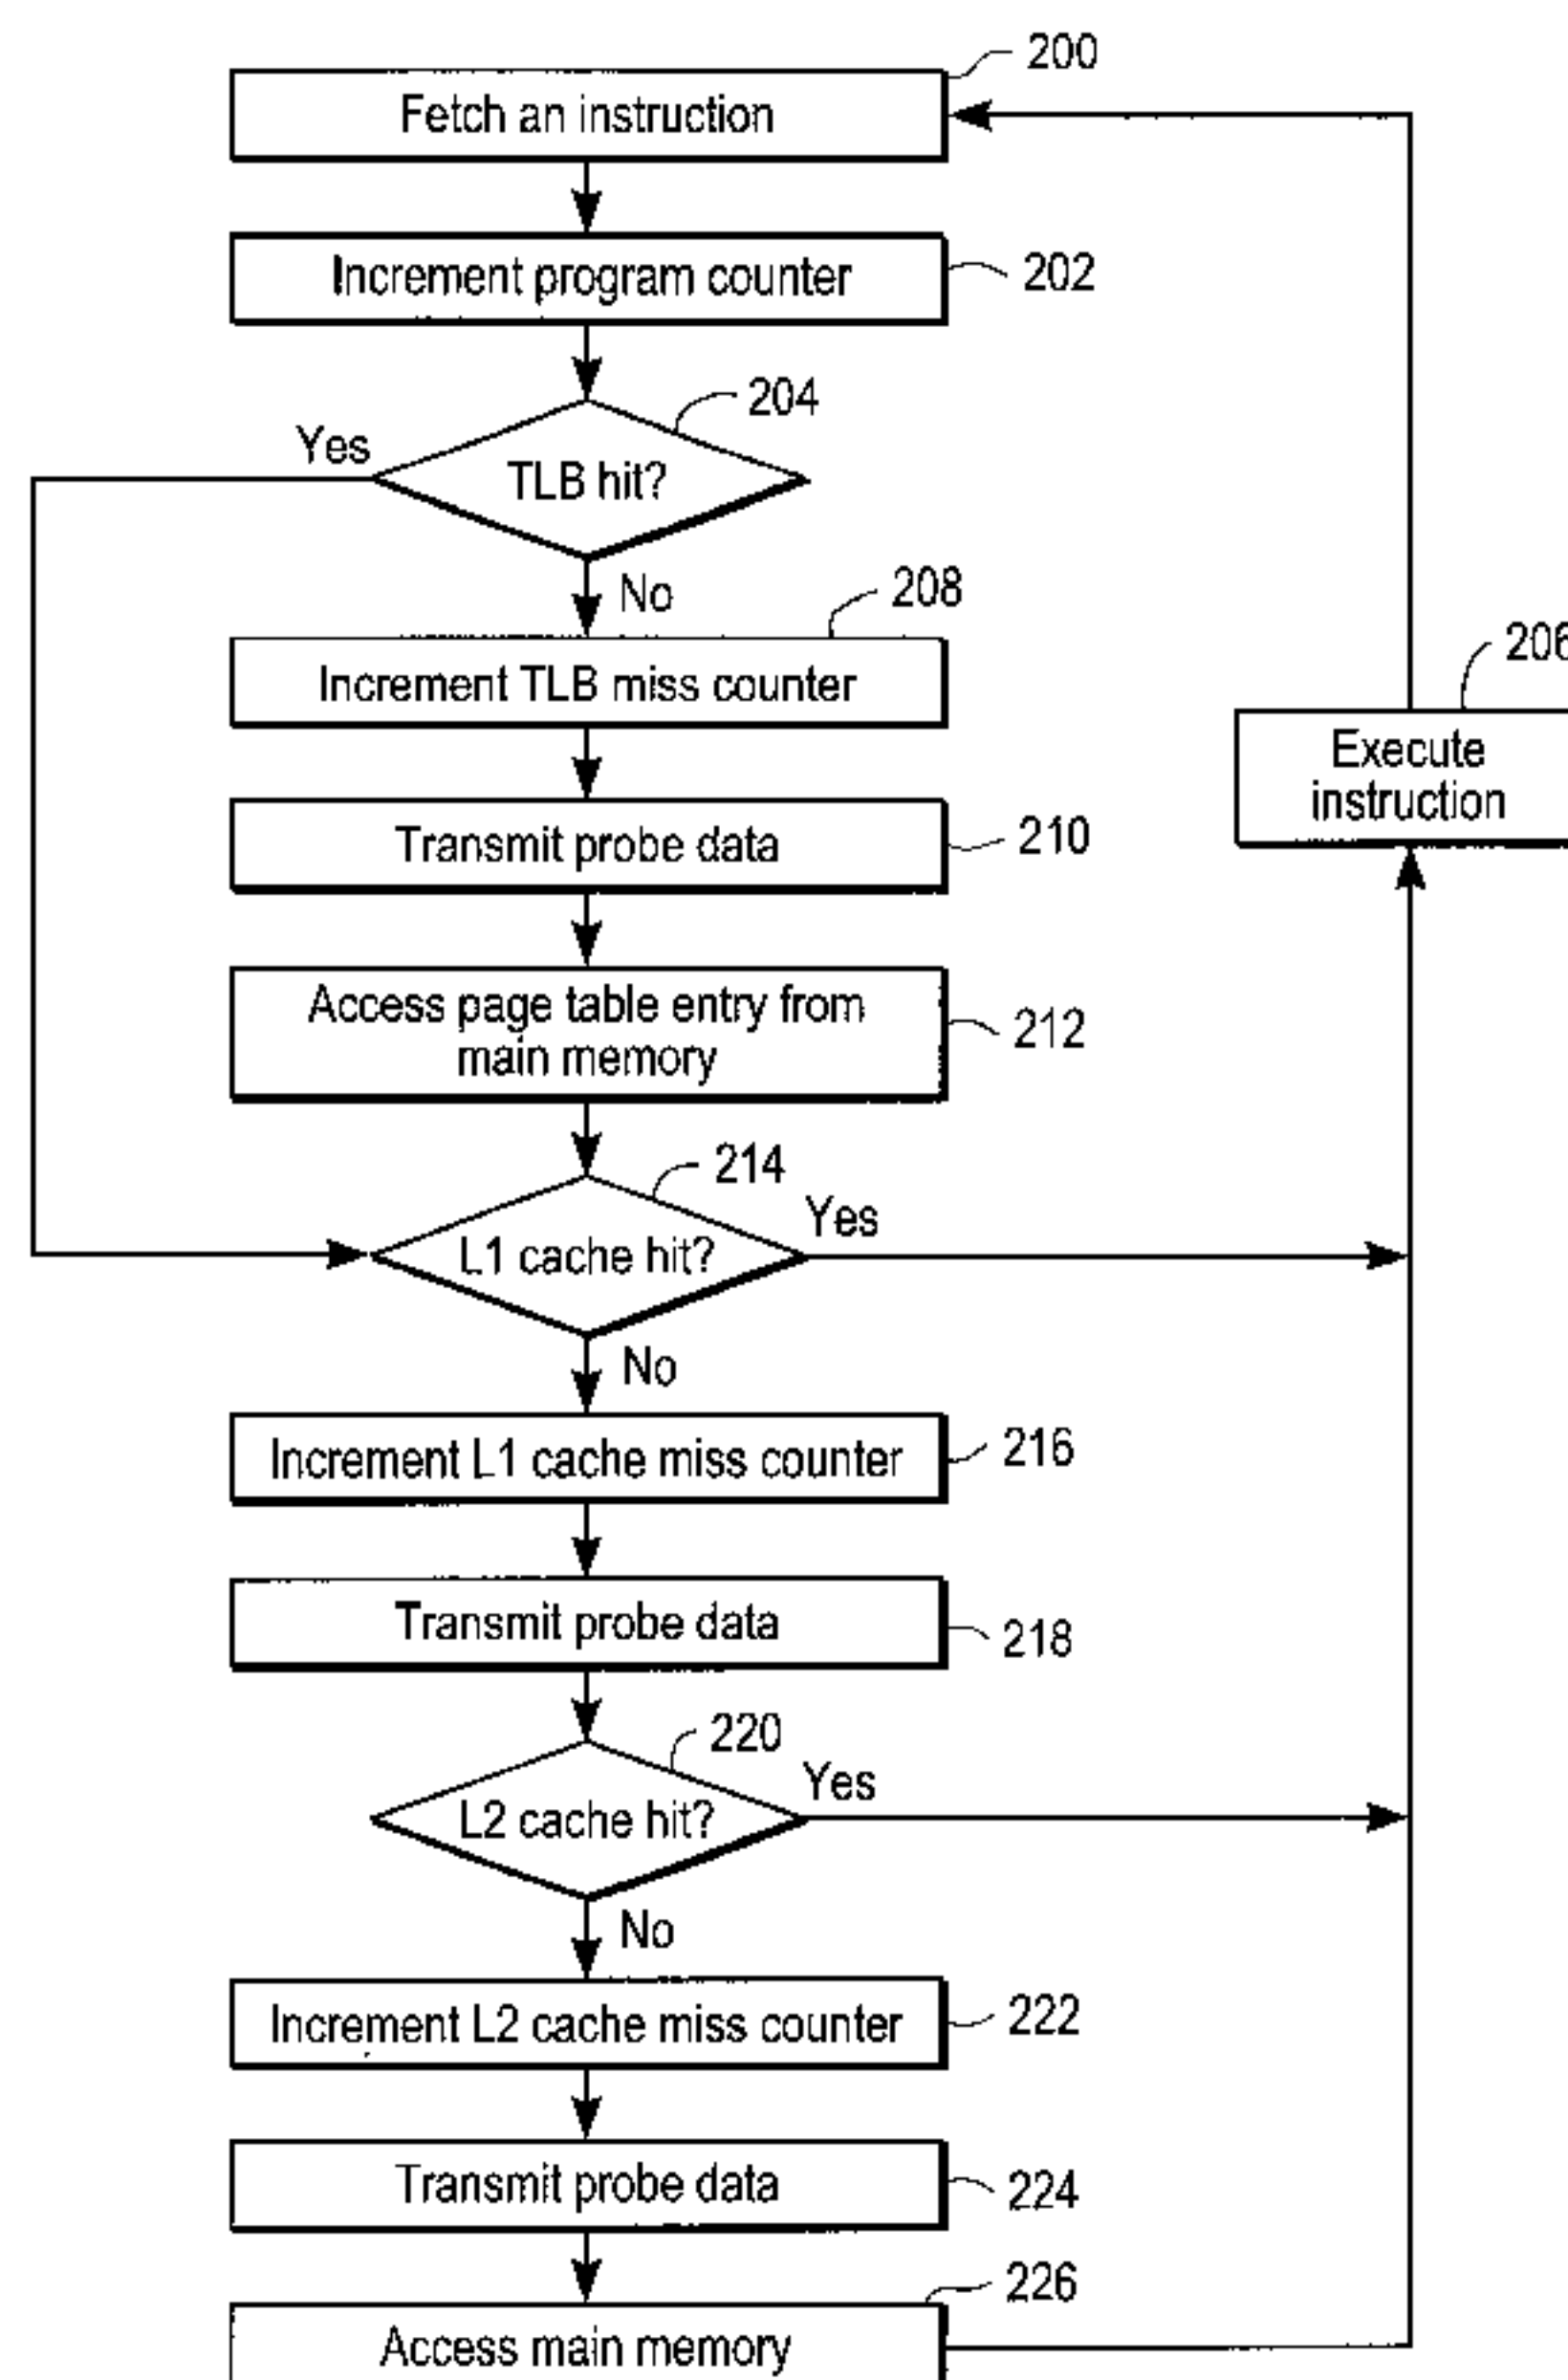 200
Fetch an instruction
Increment program counter
202
204
Yes
TLB hit?
No
208
Increment TLB miss counter
206
Execute
instruction
Transmit probe data
210
Access page table entry from
main memory
212
214
Yes
L1 cache hit?
No
Increment L1 cache miss counter
216
Transmit probe data
218
220
Yes
L2 cache hit?
No
Increment L2 cache miss counter
222
Transmit probe data
224
226
Access main memory